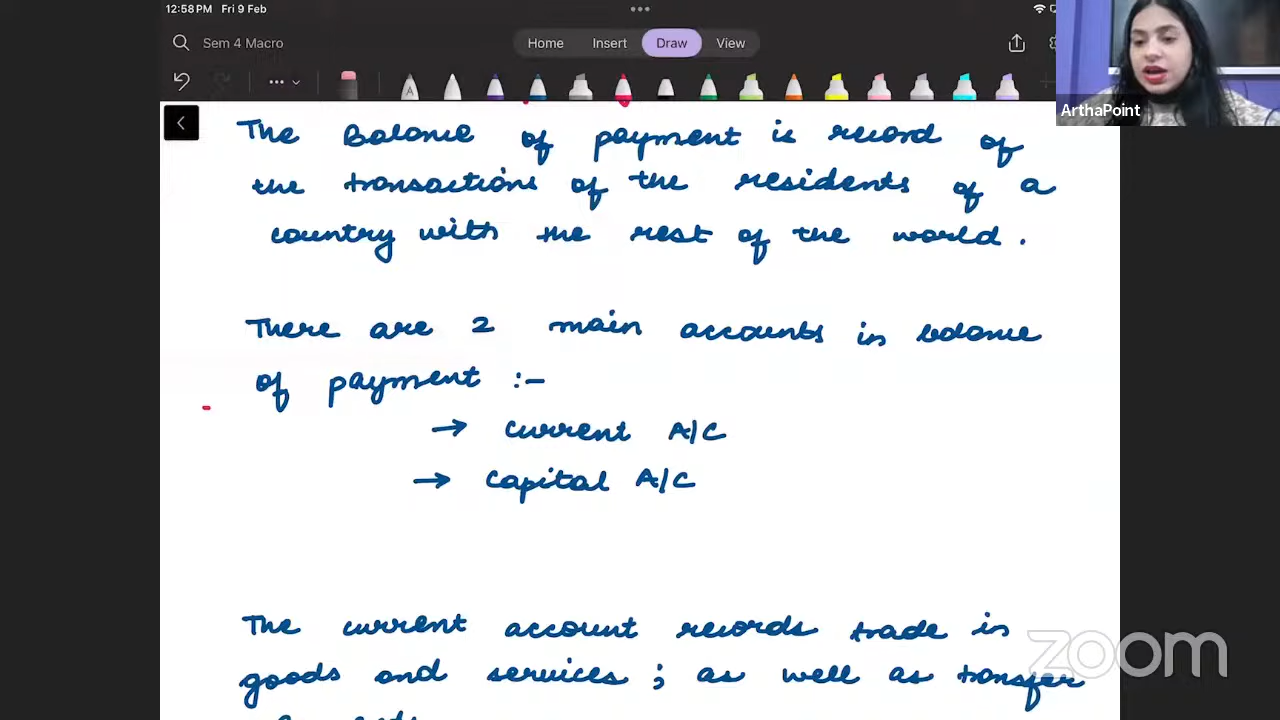 12:58 PM Fri 9 Feb
Sem 4 Macro
Home Insert Draw View
A
ArthaPoint
The Balance of payment is record of
the transactions of the residents of a
country with the rest of the world.
There are 2 main accounts in balance
of payment :-
→ Current A/C
→ Capital A/C
The current account records trade in
goods and services ; as well as transfer
zoom